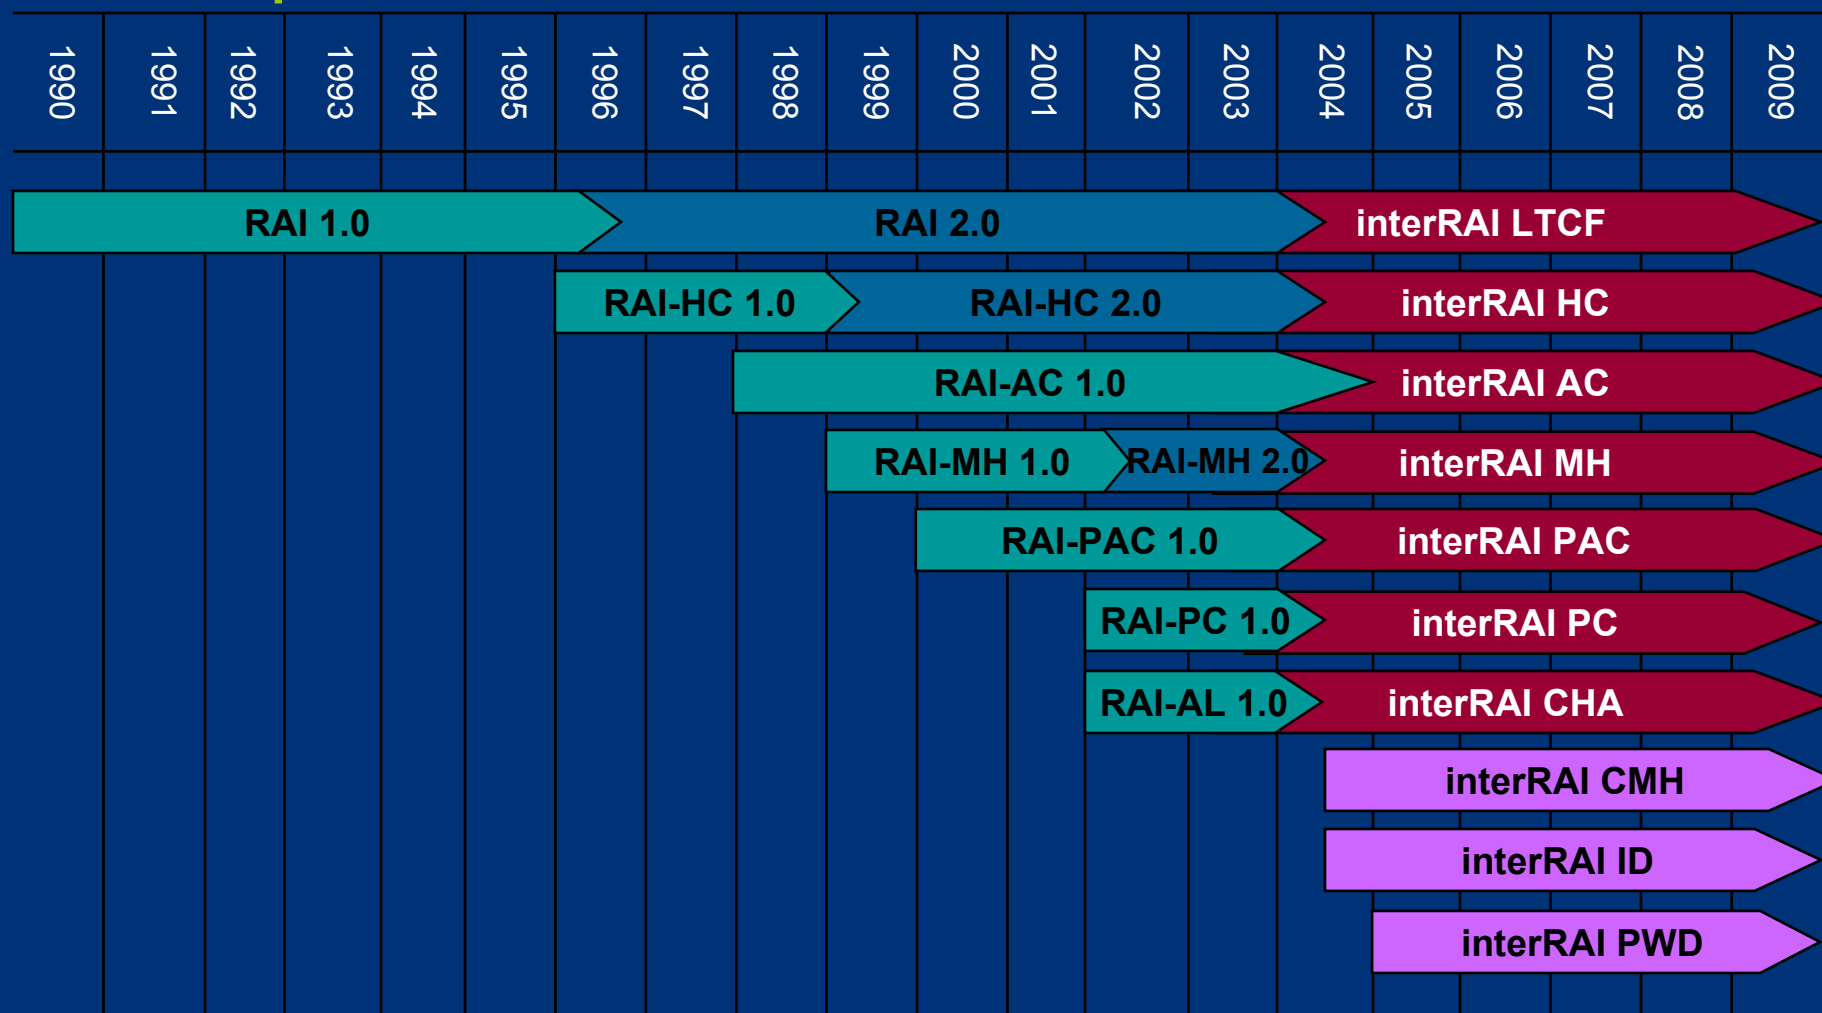 1990 1991 1992 1993 1994 1995 1996 1997 1998 1999 2000 2001 2002 2003 2004 2005 2006 2007 2008 2009
RAI 1.0 RAI 2.0 interRAI LTCF
RAI-HC 1.0 RAI-HC 2.0 interRAI HC
RAI-AC 1.0 interRAI AC
RAI-MH 1.0 RAI-MH 2.0 interRAI MH
RAI-PAC 1.0 interRAI PAC
RAI-PC 1.0 interRAI PC
RAI-AL 1.0 interRAI CHA
interRAI CMH
interRAI ID
interRAI PWD